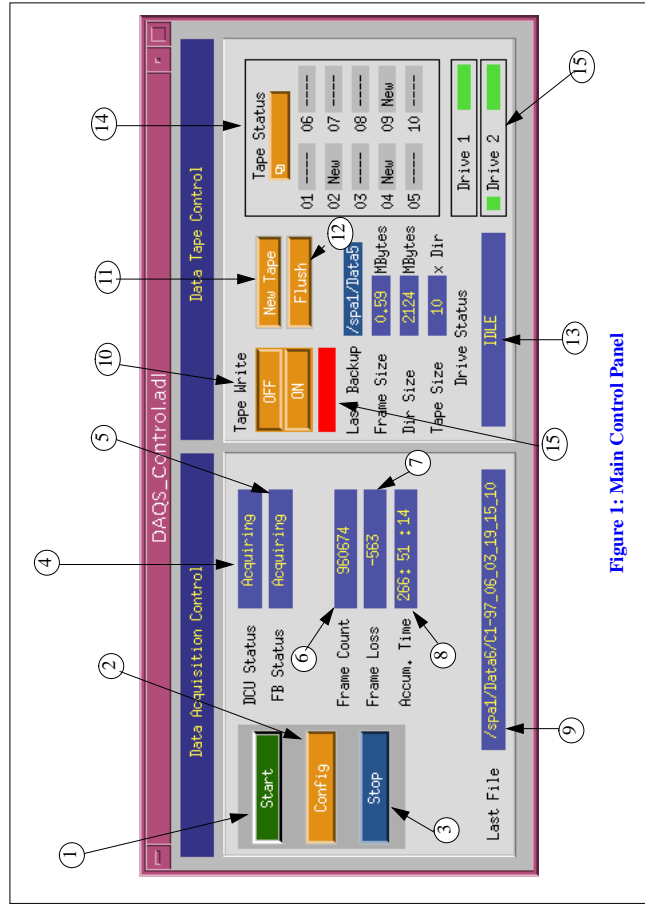 DAQS_Control.adl
Data Acquisition Control
Start
Config
Stop
DCU Status Acquiring
FB Status Acquiring
Frame Count 960674
Frame Loss -563
Accum. Time 266: 51 :14
Last File /spa1/Data6/C1-97_06_03_19_15_10
Data Tape Control
Tape Write
OFF
ON
New Tape
Flush
Last Backup /spa1/Data5
Frame Size 0.59 MBytes
Dir Size 2124 MBytes
Tape Size 10 x Dir
Drive Status
IDLE
Tape Status
01 ---- 06 ----
02 New 07 ----
03 ---- 08 ----
04 New 09 New
05 ---- 10 ----
Drive 1
Drive 2
1
2
3
4
5
6
7
8
9
10
11
12
13
14
15
15
Figure 1: Main Control Panel